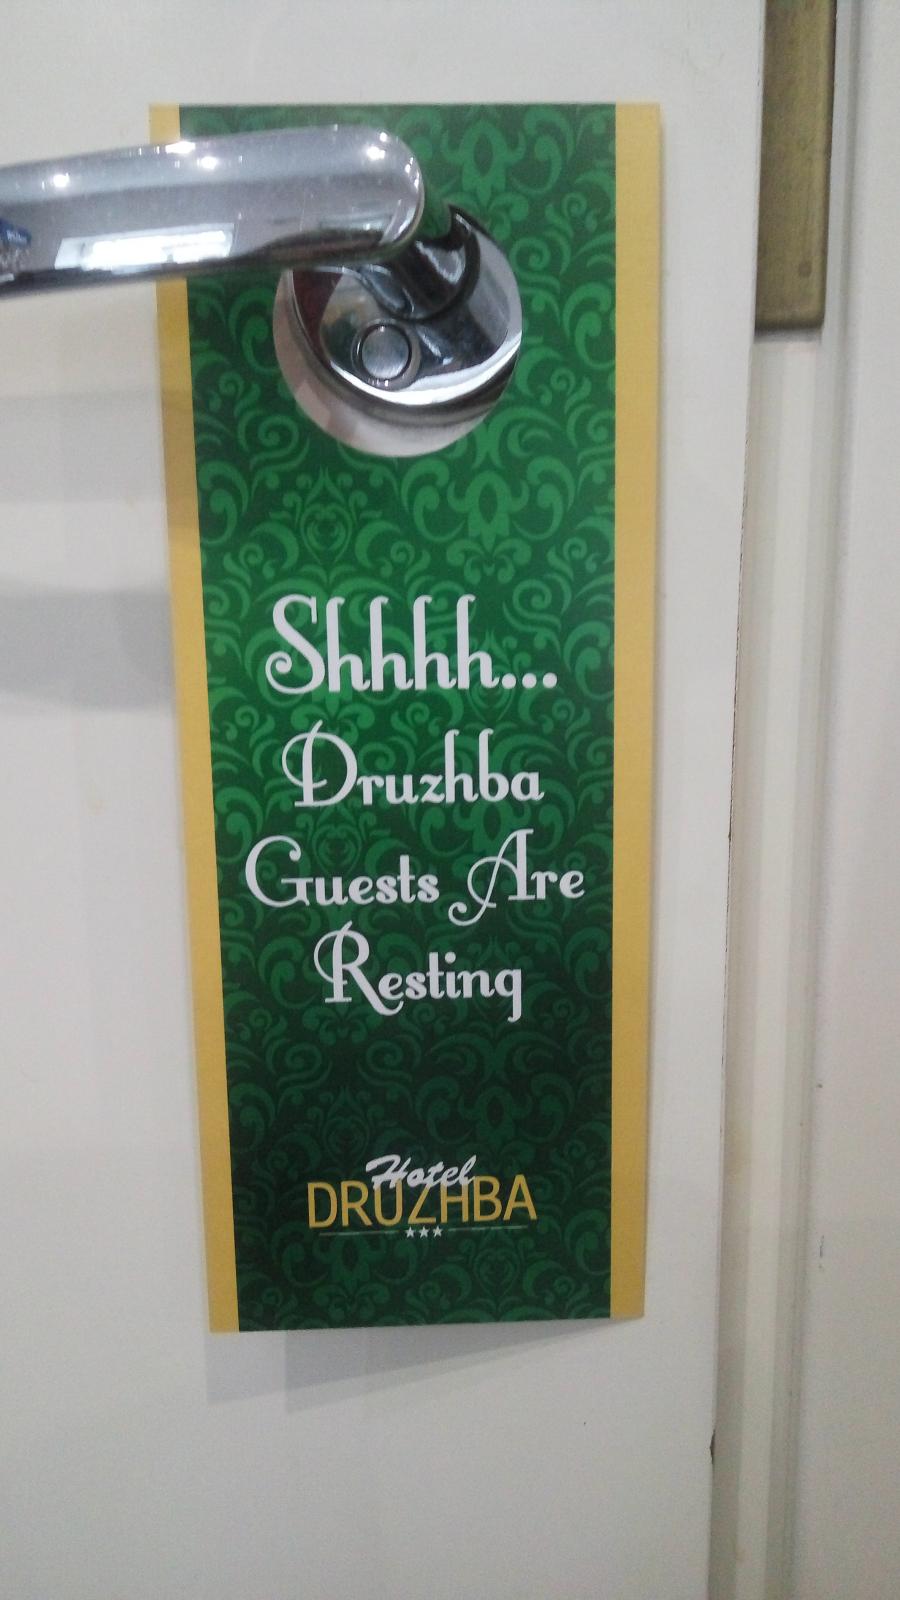 Shhhh...
Druzhba
Guests Are
Resting
Hotel
DRUZHBA